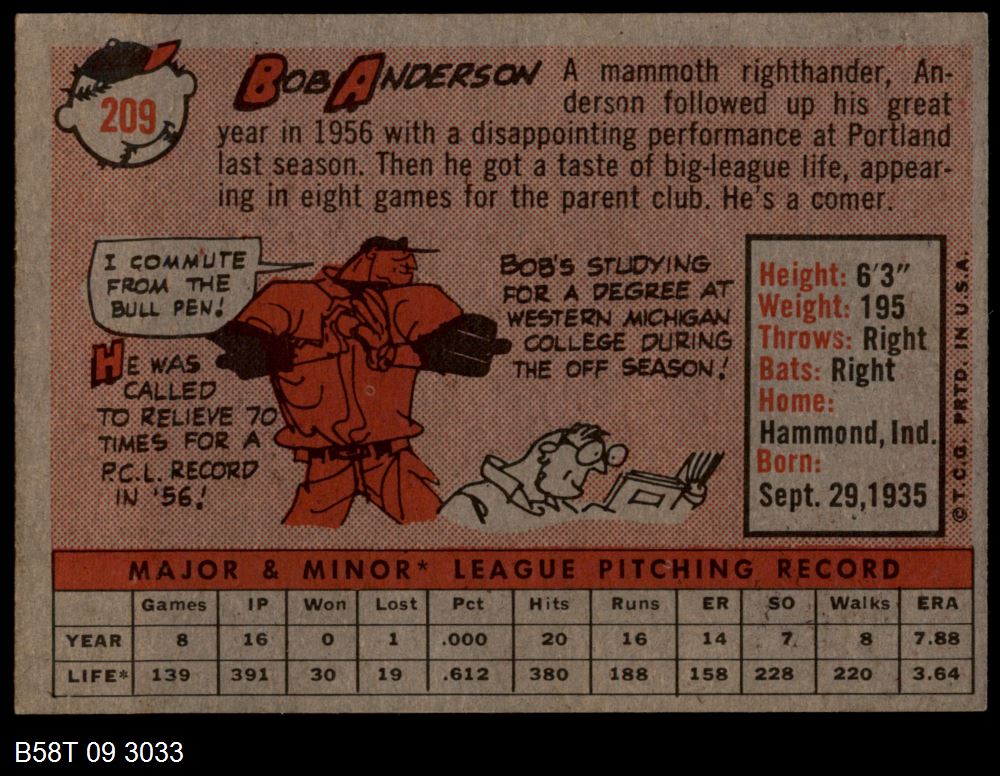 209
BOB ANDERSON
A mammoth righthander, An-
derson followed up his great
year in 1956 with a disappointing performance at Portland
last season. Then he got a taste of big-league life, appear-
ing in eight games for the parent club. He's a comer.
I COMMUTE
FROM THE
BULL PEN!
HE WAS
CALLED
TO RELIEVE 70
TIMES FOR A
P.C.L. RECORD
IN '56!
BOB'S STUDYING
FOR A DEGREE AT
WESTERN MICHIGAN
COLLEGE DURING
THE OFF SEASON!
Height: 6'3"
Weight: 195
Throws: Right
Bats: Right
Home:
Hammond, Ind.
Born:
Sept. 29,1935
© T.C.G. PRTD. IN U.S.A.
MAJOR & MINOR* LEAGUE PITCHING RECORD
Games IP Won Lost Pct Hits Runs ER SO Walks ERA
YEAR 8 16 0 1 .000 20 16 14 7 8 7.88
LIFE* 139 391 30 19 .612 380 188 158 228 220 3.64
B58T 09 3033